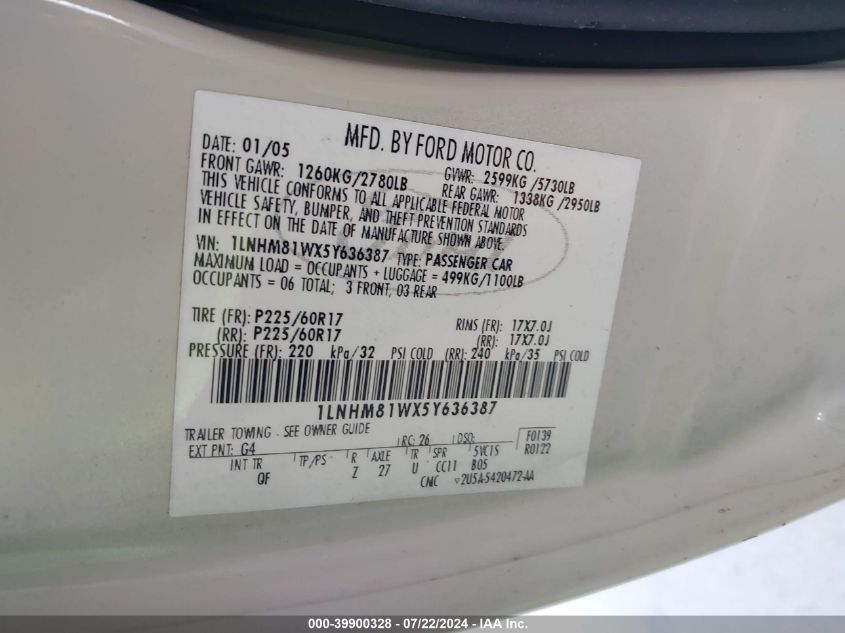 MFD. BY FORD MOTOR CO.
DATE: 01/05 GVWR: 2599KG /5730LB
FRONT GAWR: 1260KG/2780LB REAR GAWR: 1338KG /2950LB
THIS VEHICLE CONFORMS TO ALL APPLICABLE FEDERAL MOTOR
VEHICLE SAFETY, BUMPER, AND THEFT PREVENTION STANDARDS
IN EFFECT ON THE DATE OF MANUFACTURE SHOWN ABOVE.
VIN: 1LNHM81WX5Y636387 TYPE: PASSENGER CAR
MAXIMUM LOAD = OCCUPANTS + LUGGAGE = 499KG/1100LB
OCCUPANTS = 06 TOTAL; 3 FRONT, 03 REAR
TIRE (FR): P225/60R17 RIMS (FR): 17X7.0J
(RR): P225/60R17 (RR): 17X7.0J
PRESSURE (FR): 220 kPa/32 PSI COLD (RR): 240 kPa/35 PSI COLD
1LNHM81WX5Y636387
TRAILER TOWING - SEE OWNER GUIDE
EXT PNT: G4 RC: 26 DSO: F0139
R0122
INT TR TP/PS R AXLE TR SPR 5VC15
QF Z 27 U CC11 B05
CMC ▽2U5A-5420472-AA
000-39900328 - 07/22/2024 - IAA Inc.